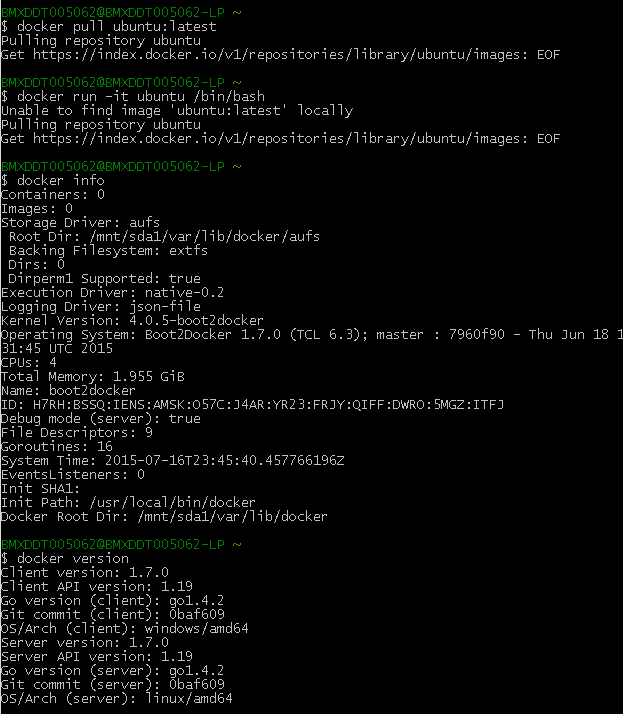 BMXDDT005062@BMXDDT005062-LP ~
$ docker pull ubuntu:latest
Pulling repository ubuntu
Get https://index.docker.io/v1/repositories/library/ubuntu/images: EOF
BMXDDT005062@BMXDDT005062-LP ~
$ docker run -it ubuntu /bin/bash
Unable to find image 'ubuntu:latest' locally
Pulling repository ubuntu
Get https://index.docker.io/v1/repositories/library/ubuntu/images: EOF
BMXDDT005062@BMXDDT005062-LP ~
$ docker info
Containers: 0
Images: 0
Storage Driver: aufs
 Root Dir: /mnt/sda1/var/lib/docker/aufs
 Backing Filesystem: extfs
 Dirs: 0
 Dirperm1 Supported: true
Execution Driver: native-0.2
Logging Driver: json-file
Kernel Version: 4.0.5-boot2docker
Operating System: Boot2Docker 1.7.0 (TCL 6.3); master : 7960f90 - Thu Jun 18 1
31:45 UTC 2015
CPUs: 4
Total Memory: 1.955 GiB
Name: boot2docker
ID: H7RH:BSSQ:IENS:AMSK:O57C:J4AR:YR23:FRJY:QIFF:DWRO:5MGZ:ITFJ
Debug mode (server): true
File Descriptors: 9
Goroutines: 16
System Time: 2015-07-16T23:45:40.457766196Z
EventsListeners: 0
Init SHA1:
Init Path: /usr/local/bin/docker
Docker Root Dir: /mnt/sda1/var/lib/docker
BMXDDT005062@BMXDDT005062-LP ~
$ docker version
Client version: 1.7.0
Client API version: 1.19
Go version (client): go1.4.2
Git commit (client): 0baf609
OS/Arch (client): windows/amd64
Server version: 1.7.0
Server API version: 1.19
Go version (server): go1.4.2
Git commit (server): 0baf609
OS/Arch (server): linux/amd64